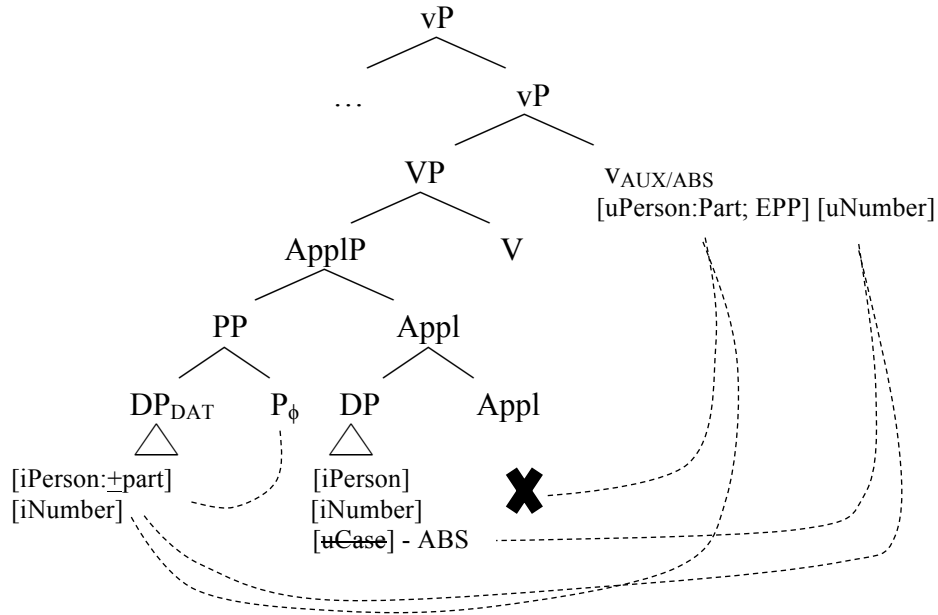 vP
… vP
VP v_AUX/ABS
[uPerson:Part; EPP] [uNumber]
ApplP V
PP Appl
DP_DAT P_ϕ DP Appl
[iPerson:±part] [iPerson]
[iNumber] [iNumber]
[uCase] - ABS